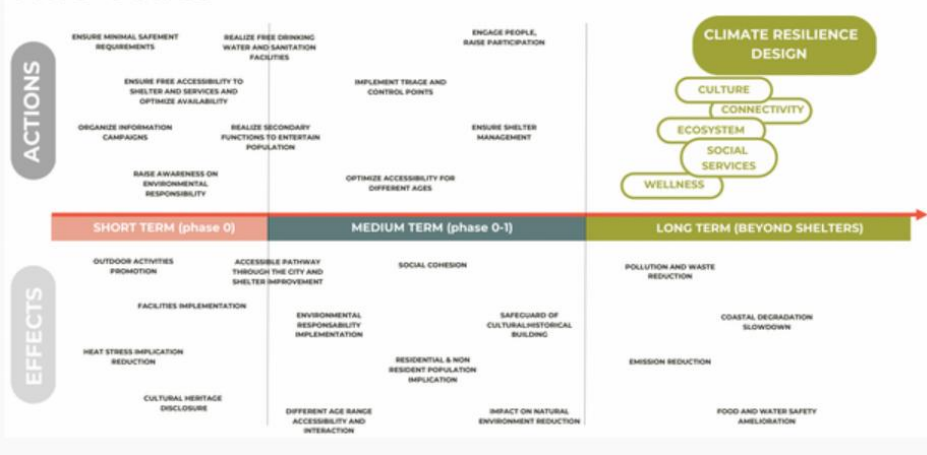 ACTIONS
ENSURE MINIMAL SAFEMENT
REQUIREMENTS
REALIZE FREE DRINKING
WATER AND SANITATION
FACILITIES
ENGAGE PEOPLE,
RAISE PARTICIPATION
ENSURE FREE ACCESSIBILITY TO
SHELTER AND SERVICES AND
OPTIMIZE AVAILABILITY
IMPLEMENT TRIAGE AND
CONTROL POINTS
ORGANIZE INFORMATION
CAMPAIGNS
REALIZE SECONDARY
FUNCTIONS TO ENTERTAIN
POPULATION
ENSURE SHELTER
MANAGEMENT
RAISE AWARENESS ON
ENVIRONMENTAL
RESPONSIBILITY
OPTIMIZE ACCESSIBILITY FOR
DIFFERENT AGES
CLIMATE RESILIENCE
DESIGN
CULTURE
CONNECTIVITY
ECOSYSTEM
SOCIAL
SERVICES
WELLNESS
SHORT TERM (phase 0)
MEDIUM TERM (phase 0-1)
LONG TERM (BEYOND SHELTERS)
EFFECTS
OUTDOOR ACTIVITIES
PROMOTION
ACCESSIBLE PATHWAY
THROUGH THE CITY AND
SHELTER IMPROVEMENT
SOCIAL COHESION
POLLUTION AND WASTE
REDUCTION
FACILITIES IMPLEMENTATION
ENVIRONMENTAL
RESPONSABILITY
IMPLEMENTATION
SAFEGUARD OF
CULTURAL/HISTORICAL
BUILDING
COASTAL DEGRADATION
SLOWDOWN
HEAT STRESS IMPLICATION
REDUCTION
RESIDENTIAL & NON
RESIDENT POPULATION
IMPLICATION
EMISSION REDUCTION
CULTURAL HERITAGE
DISCLOSURE
DIFFERENT AGE RANGE
ACCESSIBILITY AND
INTERACTION
IMPACT ON NATURAL
ENVIRONMENT REDUCTION
FOOD AND WATER SAFETY
AMELIORATION